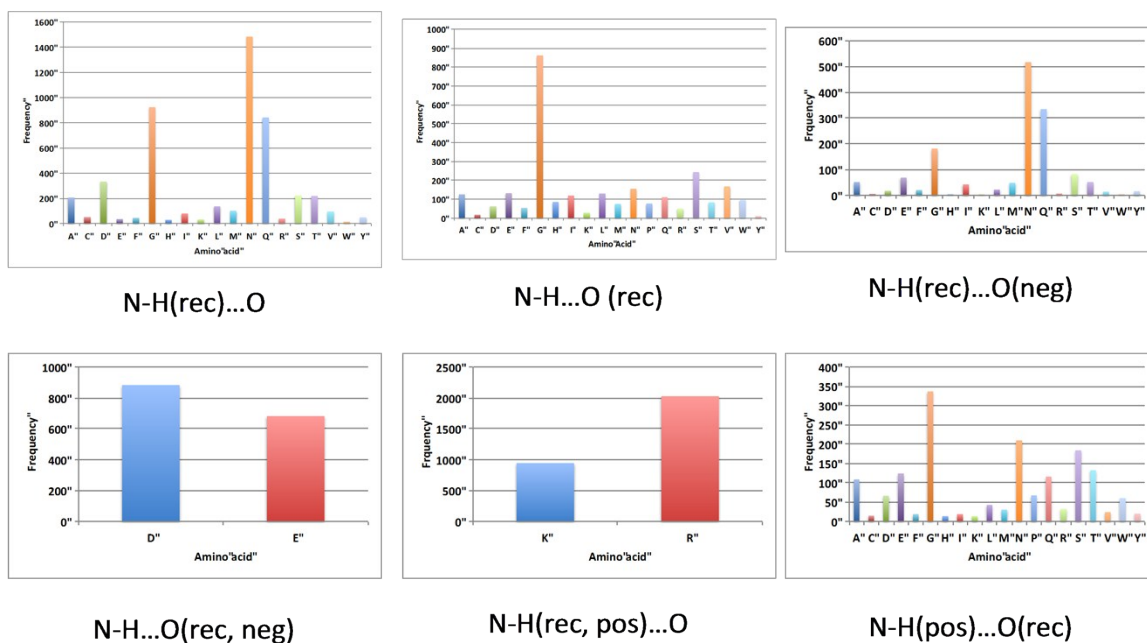 1600"
1400"
1200"
1000"
800"
600"
400"
200"
0"
Frequency"
A" C" D" E" F" G" H" I" K" L" M" N" Q" R" S" T" V" W" Y"
Amino"acid"
N-H(rec)...O
1000"
900"
800"
700"
600"
500"
400"
300"
200"
100"
0"
Frequency"
A" C" D" E" F" G" H" I" K" L" M" N" P" Q" R" S" T" V" W" Y"
Amino"acid"
N-H...O (rec)
600"
500"
400"
300"
200"
100"
0"
Frquency"
A" C" D" E" F" G" H" I" K" L" M" N" Q" R" S" T" V" W" Y"
Amino"acid"
N-H(rec)...O(neg)
1000"
800"
600"
400"
200"
0"
Frequency"
D" E"
Amino"acid"
N-H...O(rec, neg)
2500"
2000"
1500"
1000"
500"
0"
Frequency"
K" R"
Amino"acid"
N-H(rec, pos)...O
400"
350"
300"
250"
200"
150"
100"
50"
0"
Frequency"
A" C" D" E" F" G" H" I" K" L" M" N" P" Q" R" S" T" V" W" Y"
Amino"acid"
N-H(pos)...O(rec)